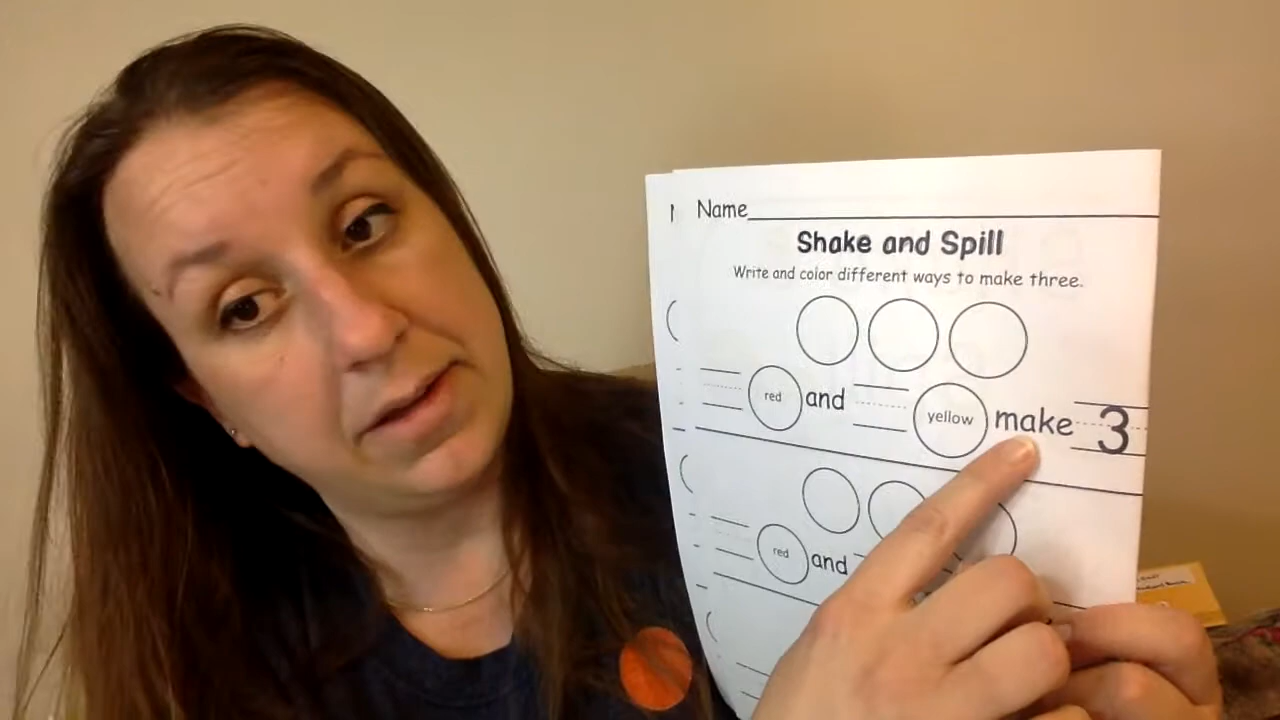 Name
Shake and Spill
Write and color different ways to make three.
red and yellow make 3
red and